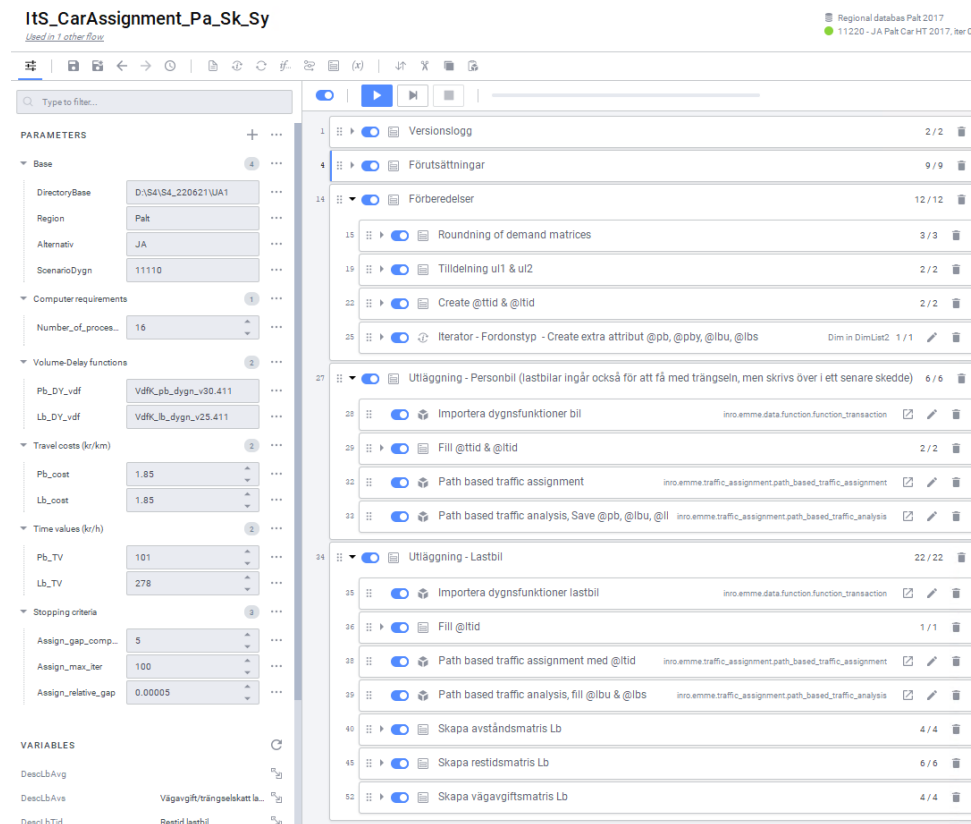 ItS_CarAssignment_Pa_Sk_Sy
Used in 1 other flow
Regional databas Palt 2017
11220 - JA Palt Car HT 2017, iter
if...
(x)
Type to filter...
PARAMETERS
Base 4
DirectoryBase D:\S4\S4_220621\UA1
Region Palt
Alternativ JA
ScenarioDygn 11110
Computer requirements 1
Number_of_proces... 16
Volume-Delay functions 2
Pb_DY_vdf VdfK_pb_dygn_v30.411
Lb_DY_vdf VdfK_lb_dygn_v25.411
Travel costs (kr/km) 2
Pb_cost 1.85
Lb_cost 1.85
Time values (kr/h) 2
Pb_TV 101
Lb_TV 278
Stopping criteria 3
Assign_gap_comp... 5
Assign_max_iter 100
Assign_relative_gap 0.00005
VARIABLES
DescLbAvg
DescLbAvs Vägavgift/trängselskatt la...
DescLbTid Restid lastbil
1 Versionslogg 2 / 2
4 Förutsättningar 9 / 9
14 Förberedelser 12 / 12
15 Roundning of demand matrices 3 / 3
19 Tilldelning ul1 & ul2 2 / 2
22 Create @ttid & @ltid 2 / 2
25 Iterator - Fordonstyp - Create extra attribut @pb, @pby, @lbu, @lbs Dim in DimList2 1 / 1
27 Utläggning - Personbil (lastbilar ingår också för att få med trängseln, men skrivs över i ett senare skedde) 6 / 6
28 Importera dygnsfunktioner bil inro.emme.data.function.function_transaction
29 Fill @ttid & @ltid 2 / 2
32 Path based traffic assignment inro.emme.traffic_assignment.path_based_traffic_assignment
33 Path based traffic analysis, Save @pb, @lbu, @ll inro.emme.traffic_assignment.path_based_traffic_analysis
34 Utläggning - Lastbil 22 / 22
35 Importera dygnsfunktioner lastbil inro.emme.data.function.function_transaction
36 Fill @ltid 1 / 1
38 Path based traffic assignment med @ltid inro.emme.traffic_assignment.path_based_traffic_assignment
39 Path based traffic analysis, fill @lbu & @lbs inro.emme.traffic_assignment.path_based_traffic_analysis
40 Skapa avståndsmatris Lb 4 / 4
45 Skapa restidsmatris Lb 6 / 6
52 Skapa vägavgiftsmatris Lb 4 / 4